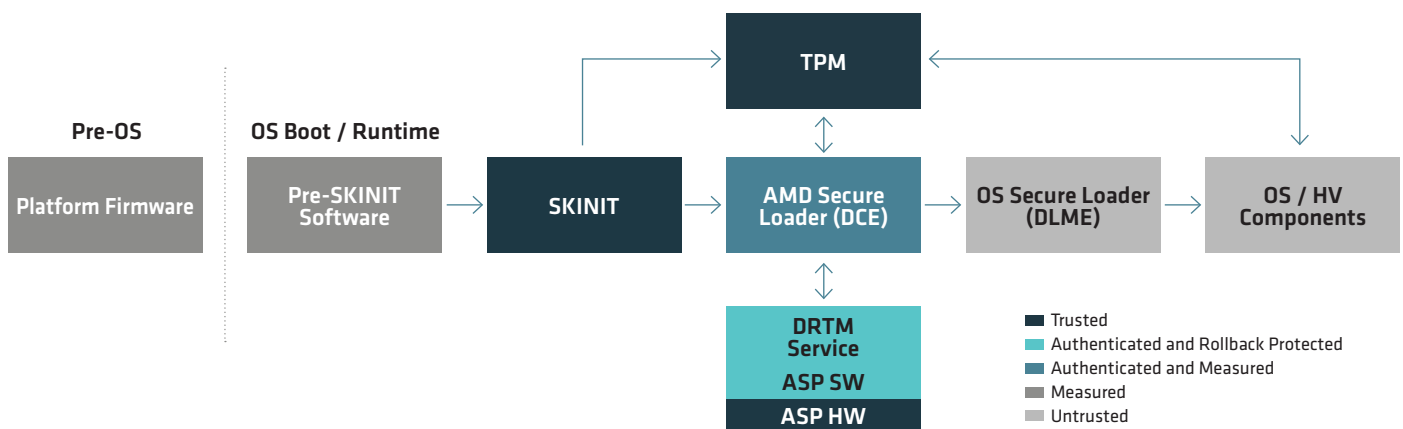 TPM
Pre-OS
OS Boot / Runtime
Platform Firmware
Pre-SKINIT
Software
SKINIT
AMD Secure
Loader (DCE)
OS Secure Loader
(DLME)
OS / HV
Components
DRTM
Service
ASP SW
ASP HW
Trusted
Authenticated and Rollback Protected
Authenticated and Measured
Measured
Untrusted